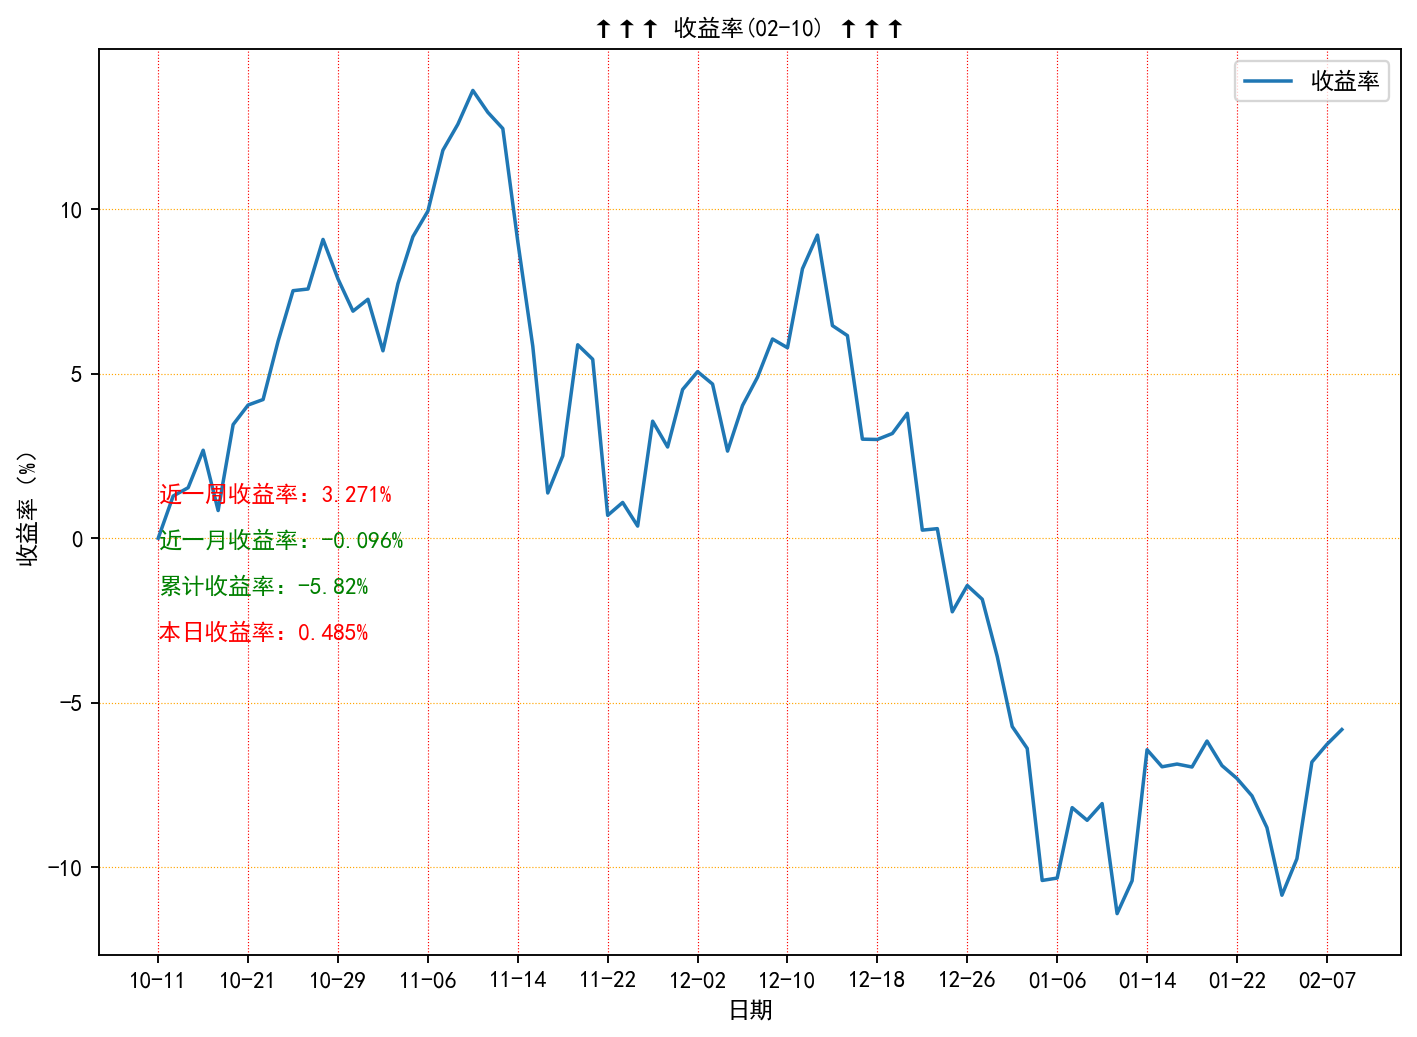 ↑↑↑ 收益率(02-10) ↑↑↑
收益率
收益率 (%)
10
5
0
-5
-10
近一周收益率: 3.271%
近一月收益率: -0.096%
累计收益率: -5.82%
本日收益率: 0.485%
10-11 10-21 10-29 11-06 11-14 11-22 12-02 12-10 12-18 12-26 01-06 01-14 01-22 02-07
日期